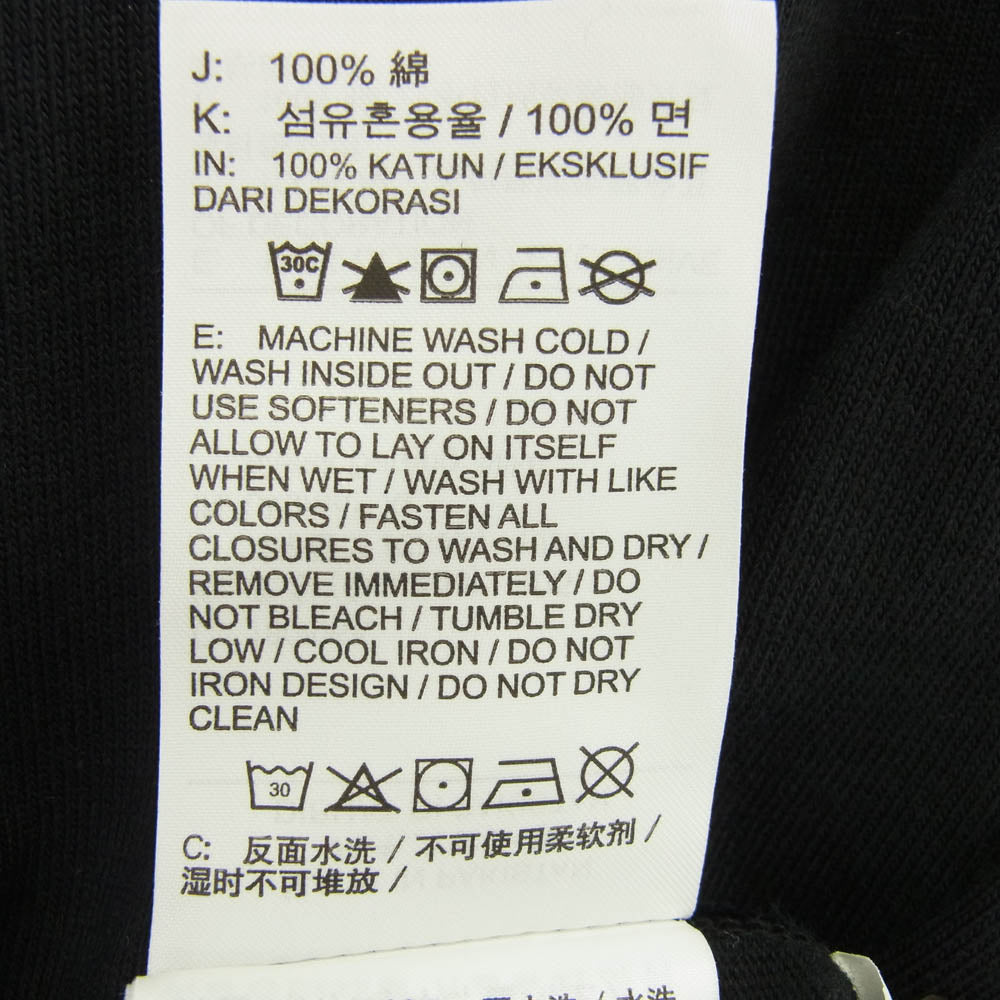 J: 100% 綿
K: 섬유혼용율 / 100% 면
IN: 100% KATUN / EKSKLUSIF
DARI DEKORASI
30C
E: MACHINE WASH COLD /
WASH INSIDE OUT / DO NOT
USE SOFTENERS / DO NOT
ALLOW TO LAY ON ITSELF
WHEN WET / WASH WITH LIKE
COLORS / FASTEN ALL
CLOSURES TO WASH AND DRY /
REMOVE IMMEDIATELY / DO
NOT BLEACH / TUMBLE DRY
LOW / COOL IRON / DO NOT
IRON DESIGN / DO NOT DRY
CLEAN
30
C: 反面水洗 / 不可使用柔软剂 /
湿时不可堆放 /
水洗